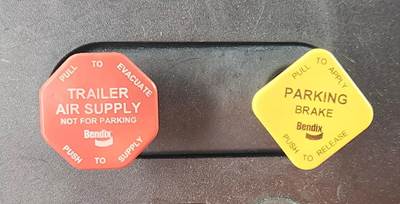 PULL TO EVACUATE
TRAILER
AIR SUPPLY
NOT FOR PARKING
Bendix
PUSH TO SUPPLY
PULL TO APPLY
PARKING
BRAKE
Bendix
PUSH TO RELEASE